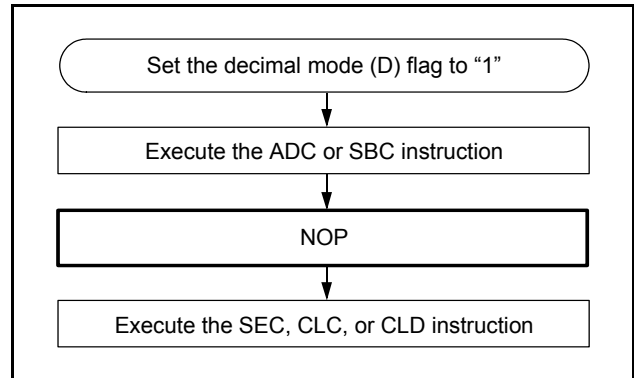 Set the decimal mode (D) flag to “1”
Execute the ADC or SBC instruction
NOP
Execute the SEC, CLC, or CLD instruction